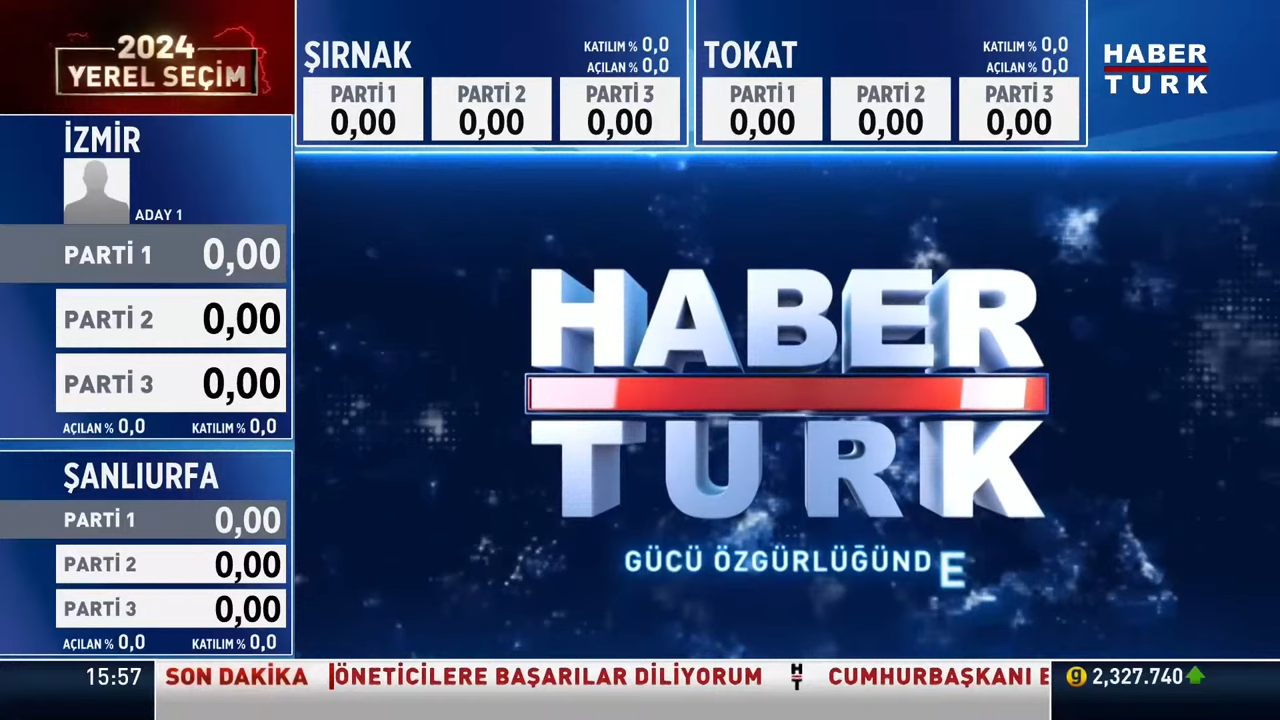 2024
YEREL SEÇİM
ŞIRNAK
KATILIM % 0,0
AÇILAN % 0,0
PARTİ 1 PARTİ 2 PARTİ 3
0,00 0,00 0,00
TOKAT
KATILIM % 0,0
AÇILAN % 0,0
PARTİ 1 PARTİ 2 PARTİ 3
0,00 0,00 0,00
HABER
TURK
İZMİR
ADAY 1
PARTİ 1 0,00
PARTİ 2 0,00
PARTİ 3 0,00
AÇILAN % 0,0 KATILIM % 0,0
ŞANLIURFA
PARTİ 1 0,00
PARTİ 2 0,00
PARTİ 3 0,00
AÇILAN % 0,0 KATILIM % 0,0
HABER
TURK
GÜCÜ ÖZGÜRLÜĞÜNDE
15:57 SON DAKİKA ÖNETİCİLERE BAŞARILAR DİLİYORUM HT CUMHURBAŞKANI E 2,327.740